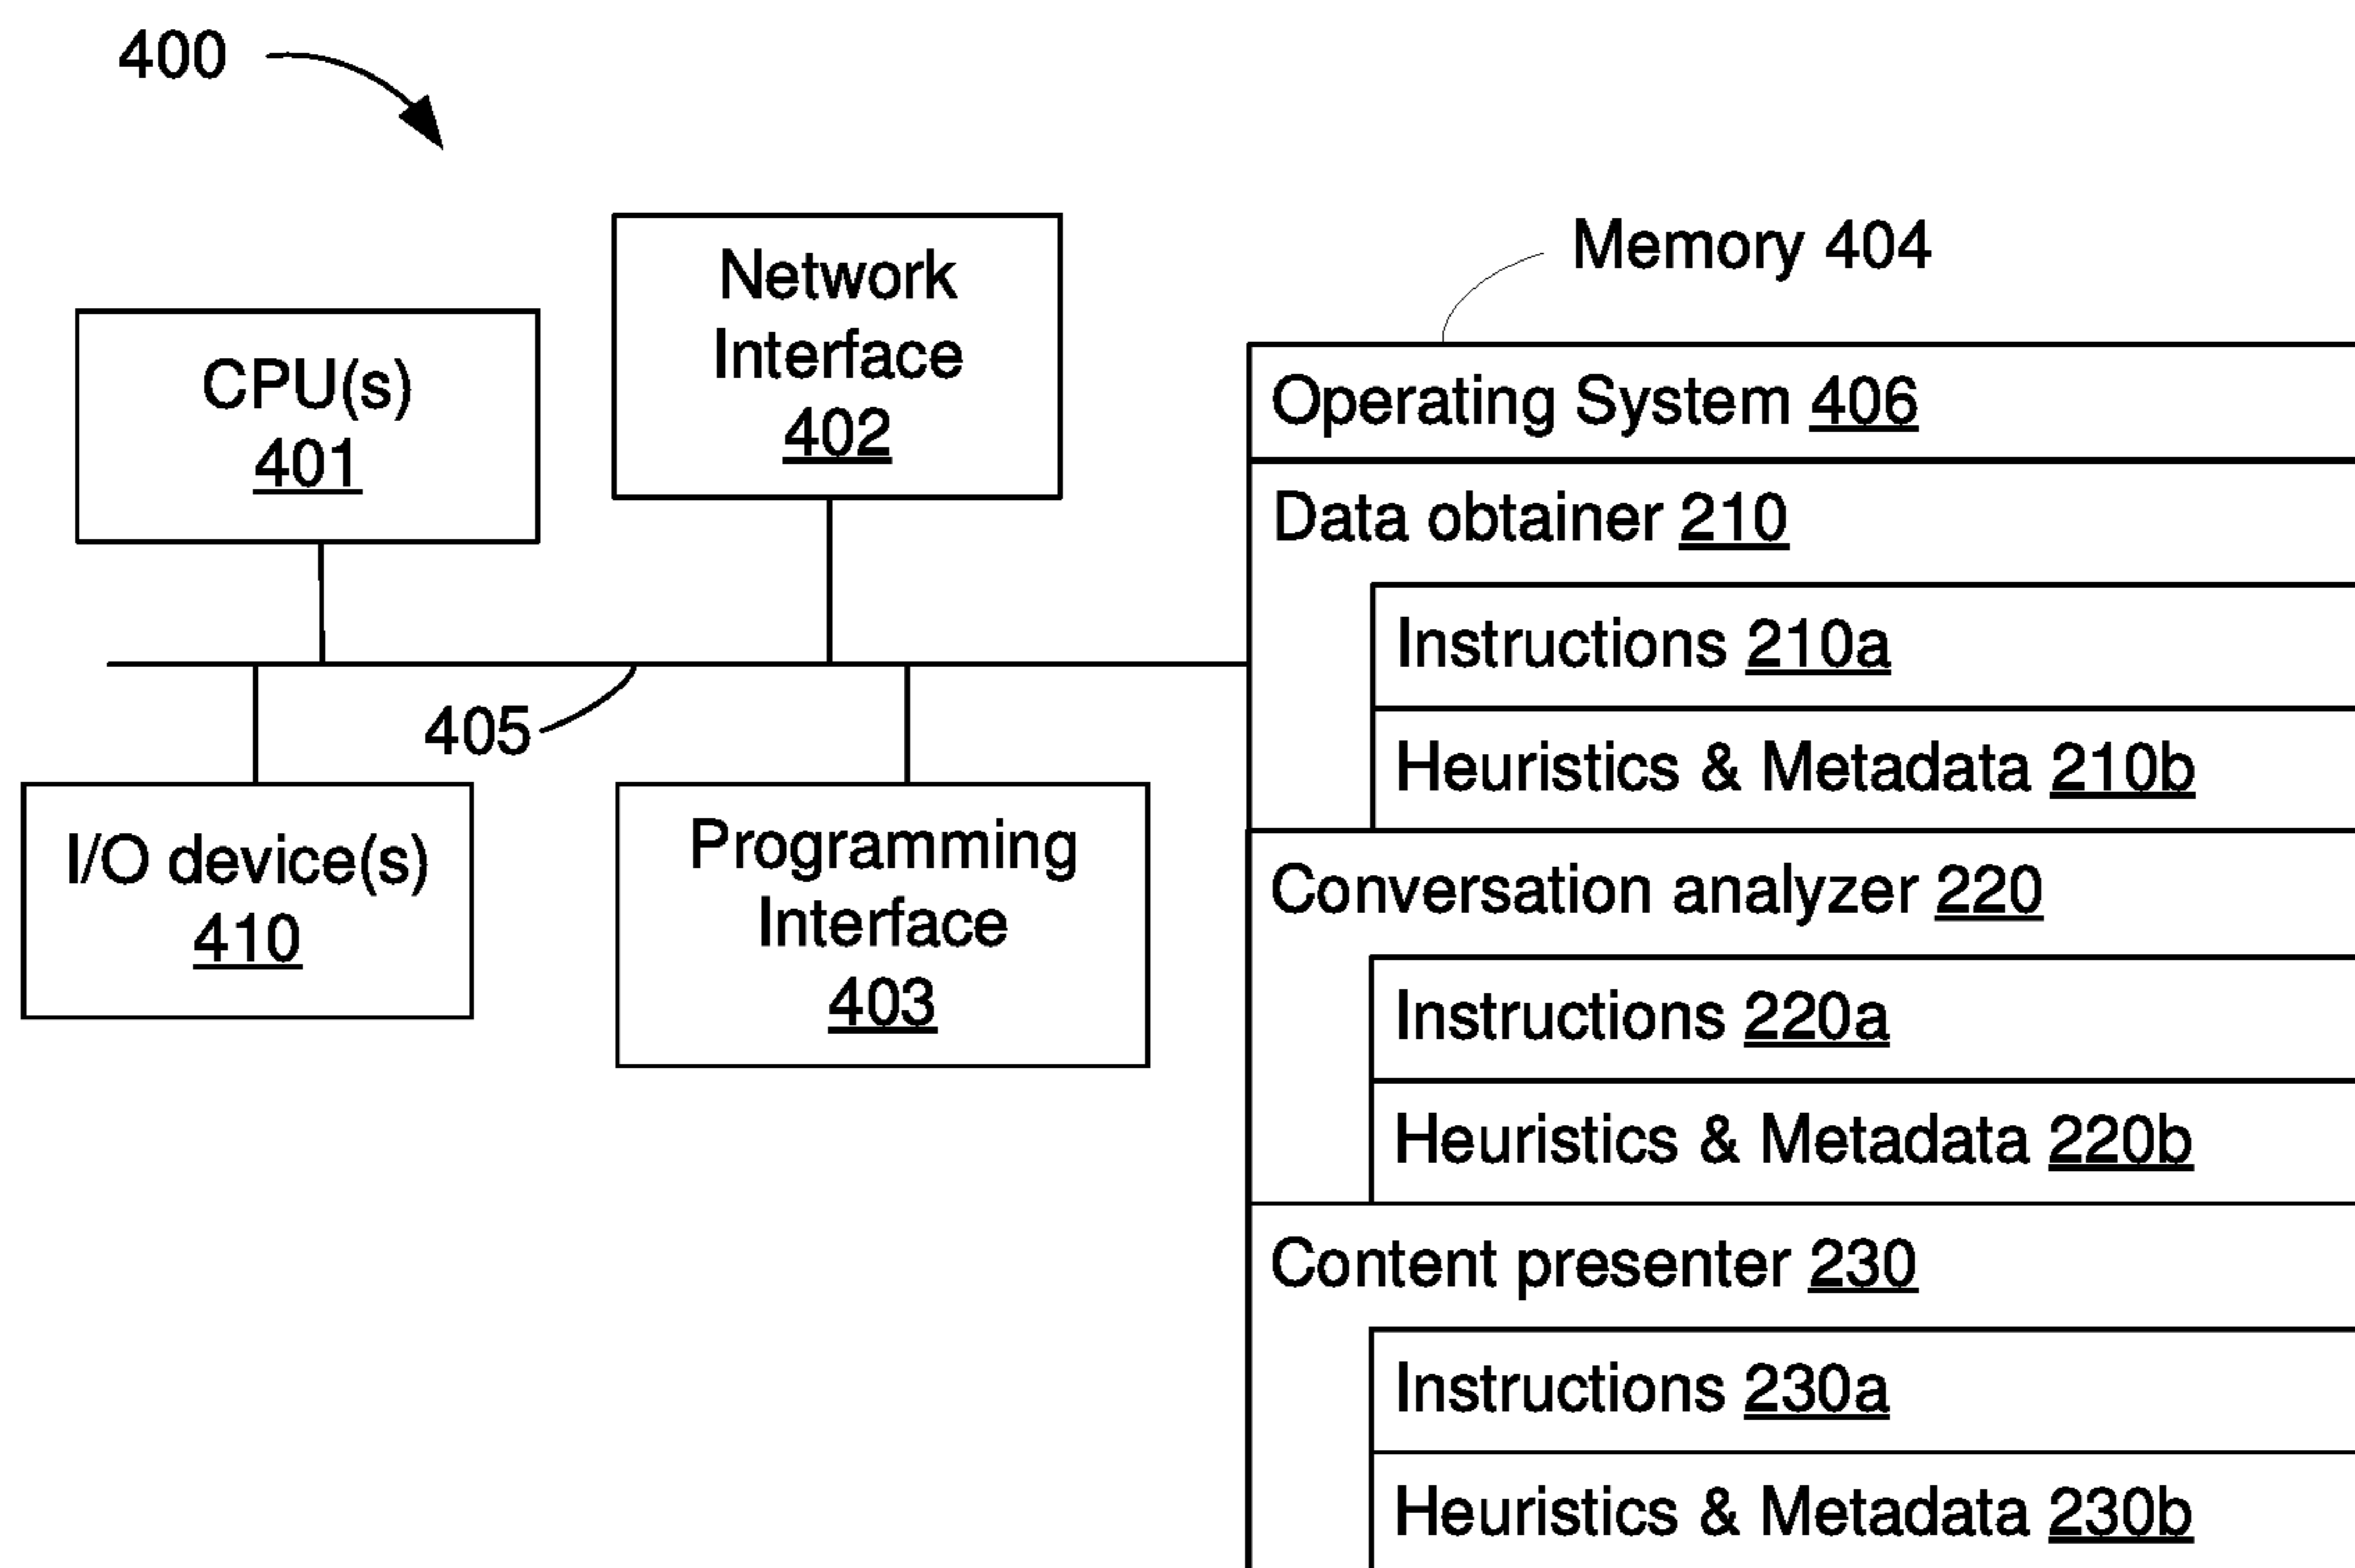 400
CPU(s)
401
Network
Interface
402
405
I/O device(s)
410
Programming
Interface
403
Memory 404
Operating System 406
Data obtainer 210
Instructions 210a
Heuristics & Metadata 210b
Conversation analyzer 220
Instructions 220a
Heuristics & Metadata 220b
Content presenter 230
Instructions 230a
Heuristics & Metadata 230b